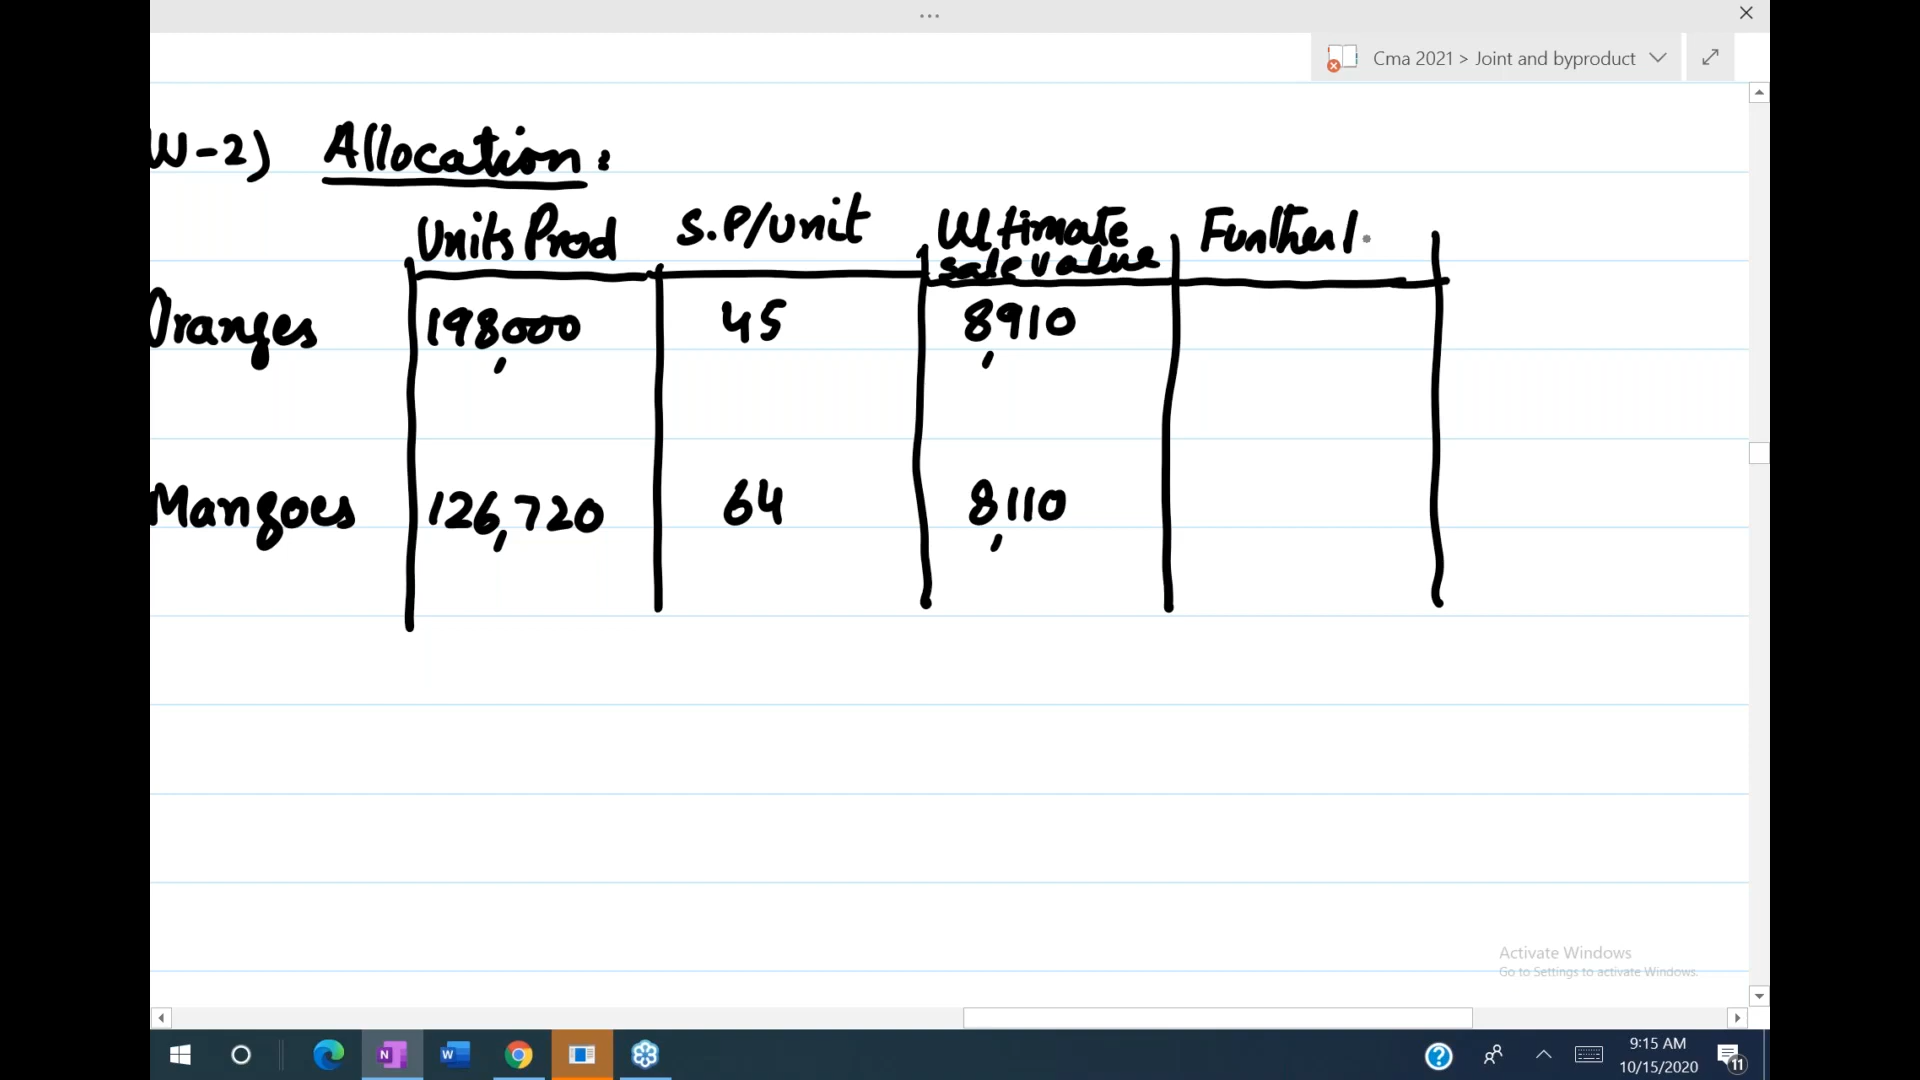 Cma 2021 > Joint and byproduct
W-2) Allocation:
Units Prod S.P/unit Ultimate sale value Further
Oranges 198,000 45 8,910
Mangoes 126,720 64 8,110
Activate Windows
Go to Settings to activate Windows.
9:15 AM
10/15/2020
11